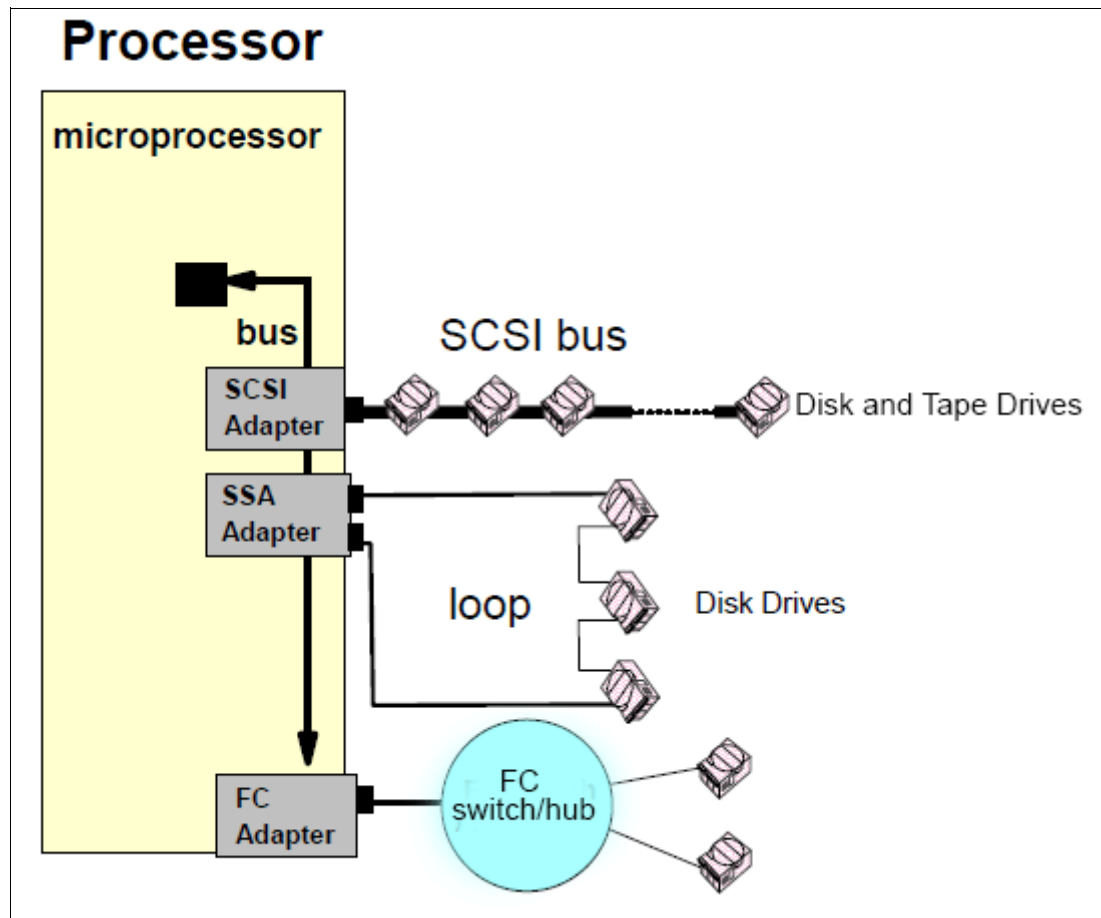 Processor
microprocessor
bus
SCSI bus
SCSI
Adapter
Disk and Tape Drives
SSA
Adapter
loop
Disk Drives
FC
switch/hub
FC
Adapter